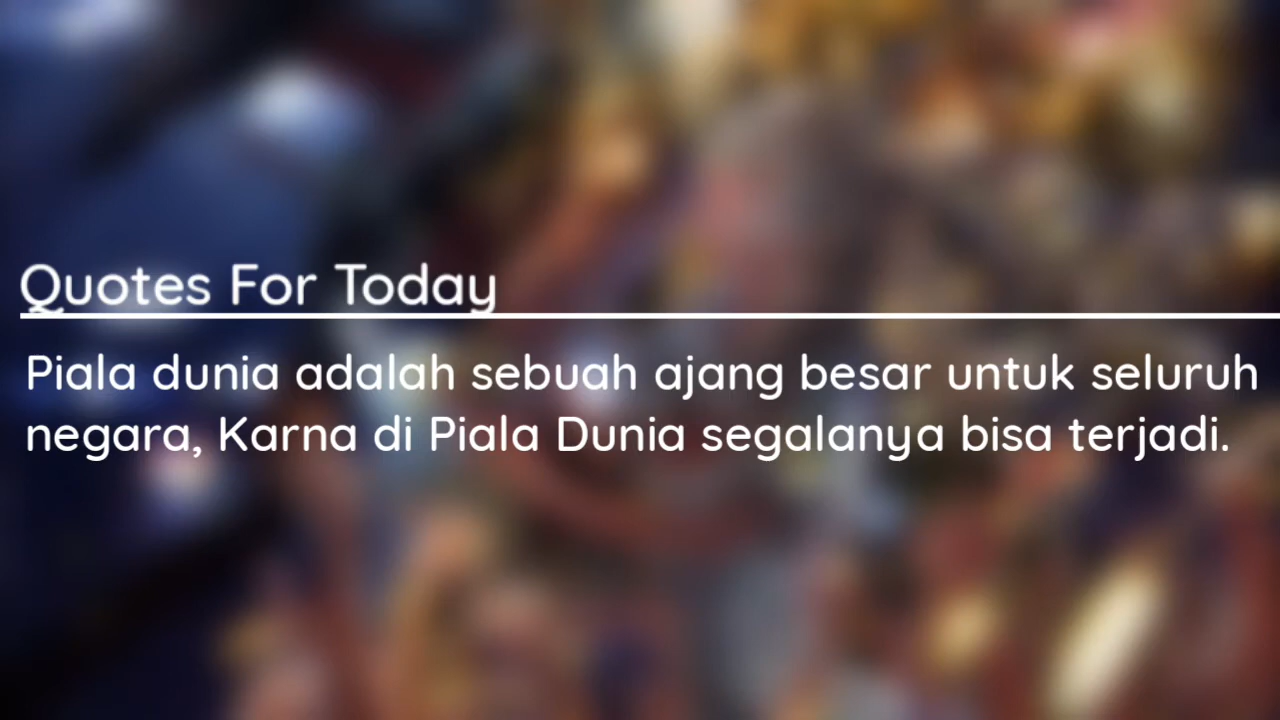 Quotes For Today
Piala dunia adalah sebuah ajang besar untuk seluruh
negara, Karna di Piala Dunia segalanya bisa terjadi.